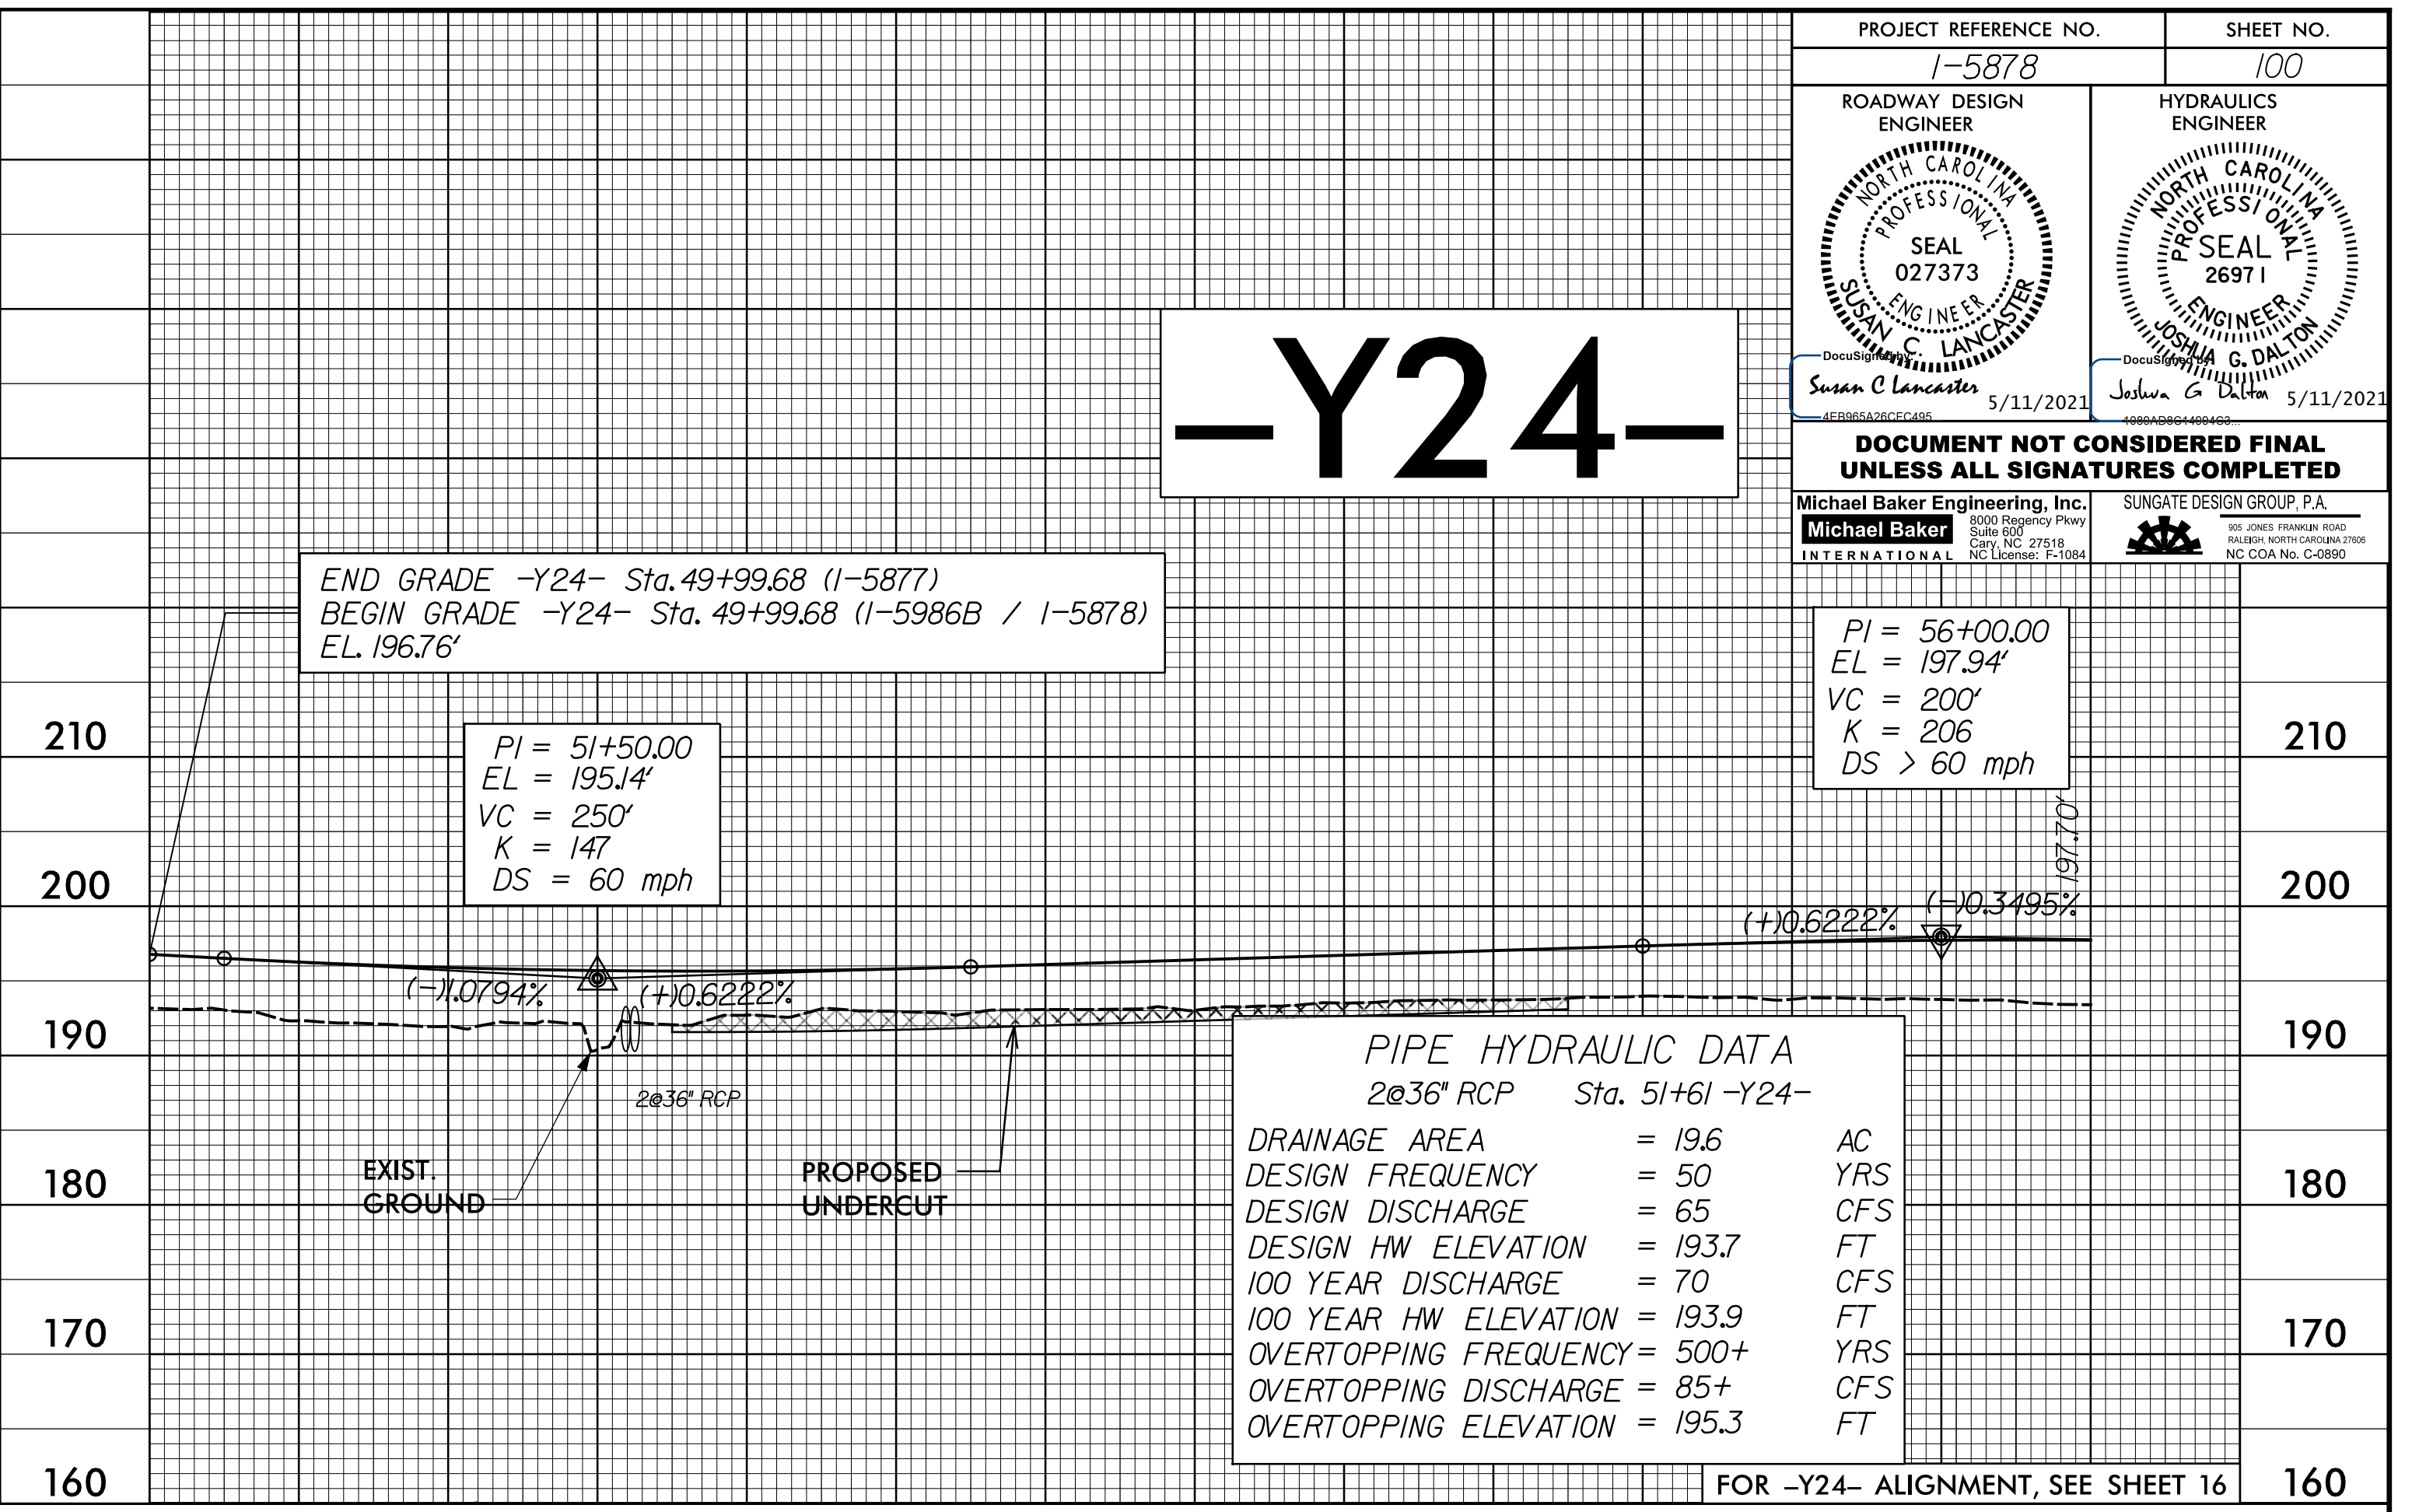 PROJECT REFERENCE NO.
SHEET NO.
I-5878
100
ROADWAY DESIGN
ENGINEER
HYDRAULICS
ENGINEER
NORTH CAROLINA
PROFESSIONAL
SEAL
027373
ENGINEER
SUSAN C. LANCASTER
NORTH CAROLINA
PROFESSIONAL
SEAL
26971
ENGINEER
JOSHUA G. DALTON
DocuSigned by:
Susan C Lancaster
5/11/2021
4EB965A26CFC495...
DocuSigned by:
Joshua G Dalton
5/11/2021
DOCUMENT NOT CONSIDERED FINAL
UNLESS ALL SIGNATURES COMPLETED
Michael Baker Engineering, Inc.
Michael Baker
INTERNATIONAL
8000 Regency Pkwy
Suite 600
Cary, NC 27518
NC License: F-1084
SUNGATE DESIGN GROUP, P.A.
905 JONES FRANKLIN ROAD
RALEIGH, NORTH CAROLINA 27606
NC COA No. C-0890
-Y24-
END GRADE -Y24- Sta. 49+99.68 (I-5877)
BEGIN GRADE -Y24- Sta. 49+99.68 (I-5986B / I-5878)
EL. 196.76'
PI = 51+50.00
EL = 195.14'
VC = 250'
K = 147
DS = 60 mph
PI = 56+00.00
EL = 197.94'
VC = 200'
K = 206
DS > 60 mph
197.70'
210
210
200
200
(+)0.6222%
(-)0.3495%
(-)1.0794%
(+)0.6222%
190
190
2@36" RCP
EXIST.
GROUND
PROPOSED
UNDERCUT
180
180
170
170
160
160
PIPE HYDRAULIC DATA
2@36" RCP Sta. 51+61 -Y24-
DRAINAGE AREA = 19.6 AC
DESIGN FREQUENCY = 50 YRS
DESIGN DISCHARGE = 65 CFS
DESIGN HW ELEVATION = 193.7 FT
100 YEAR DISCHARGE = 70 CFS
100 YEAR HW ELEVATION = 193.9 FT
OVERTOPPING FREQUENCY = 500+ YRS
OVERTOPPING DISCHARGE = 85+ CFS
OVERTOPPING ELEVATION = 195.3 FT
FOR -Y24- ALIGNMENT, SEE SHEET 16